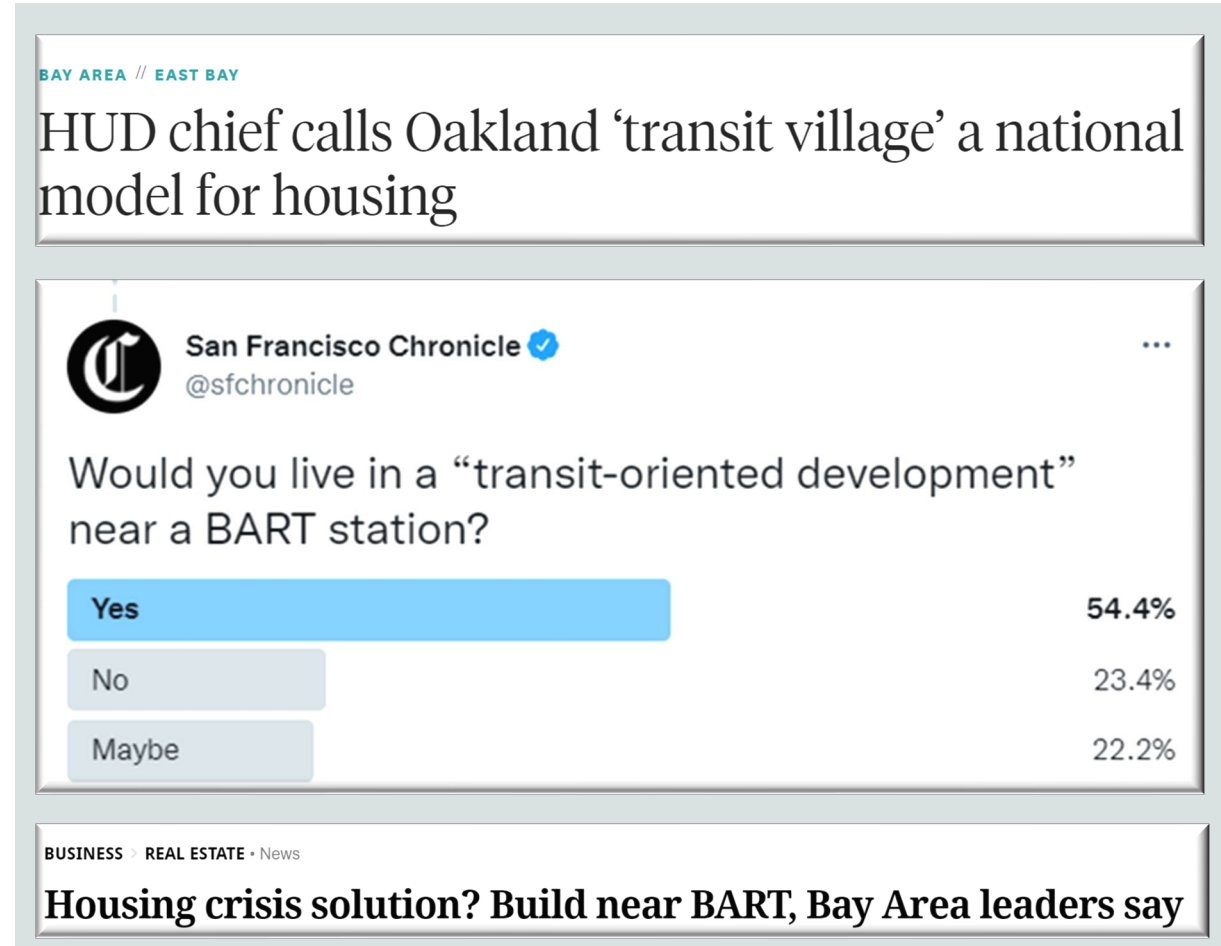 BAY AREA // EAST BAY
HUD chief calls Oakland ‘transit village’ a national
model for housing
San Francisco Chronicle
@sfchronicle
Would you live in a “transit-oriented development”
near a BART station?
Yes 54.4%
No 23.4%
Maybe 22.2%
BUSINESS > REAL ESTATE • News
Housing crisis solution? Build near BART, Bay Area leaders say